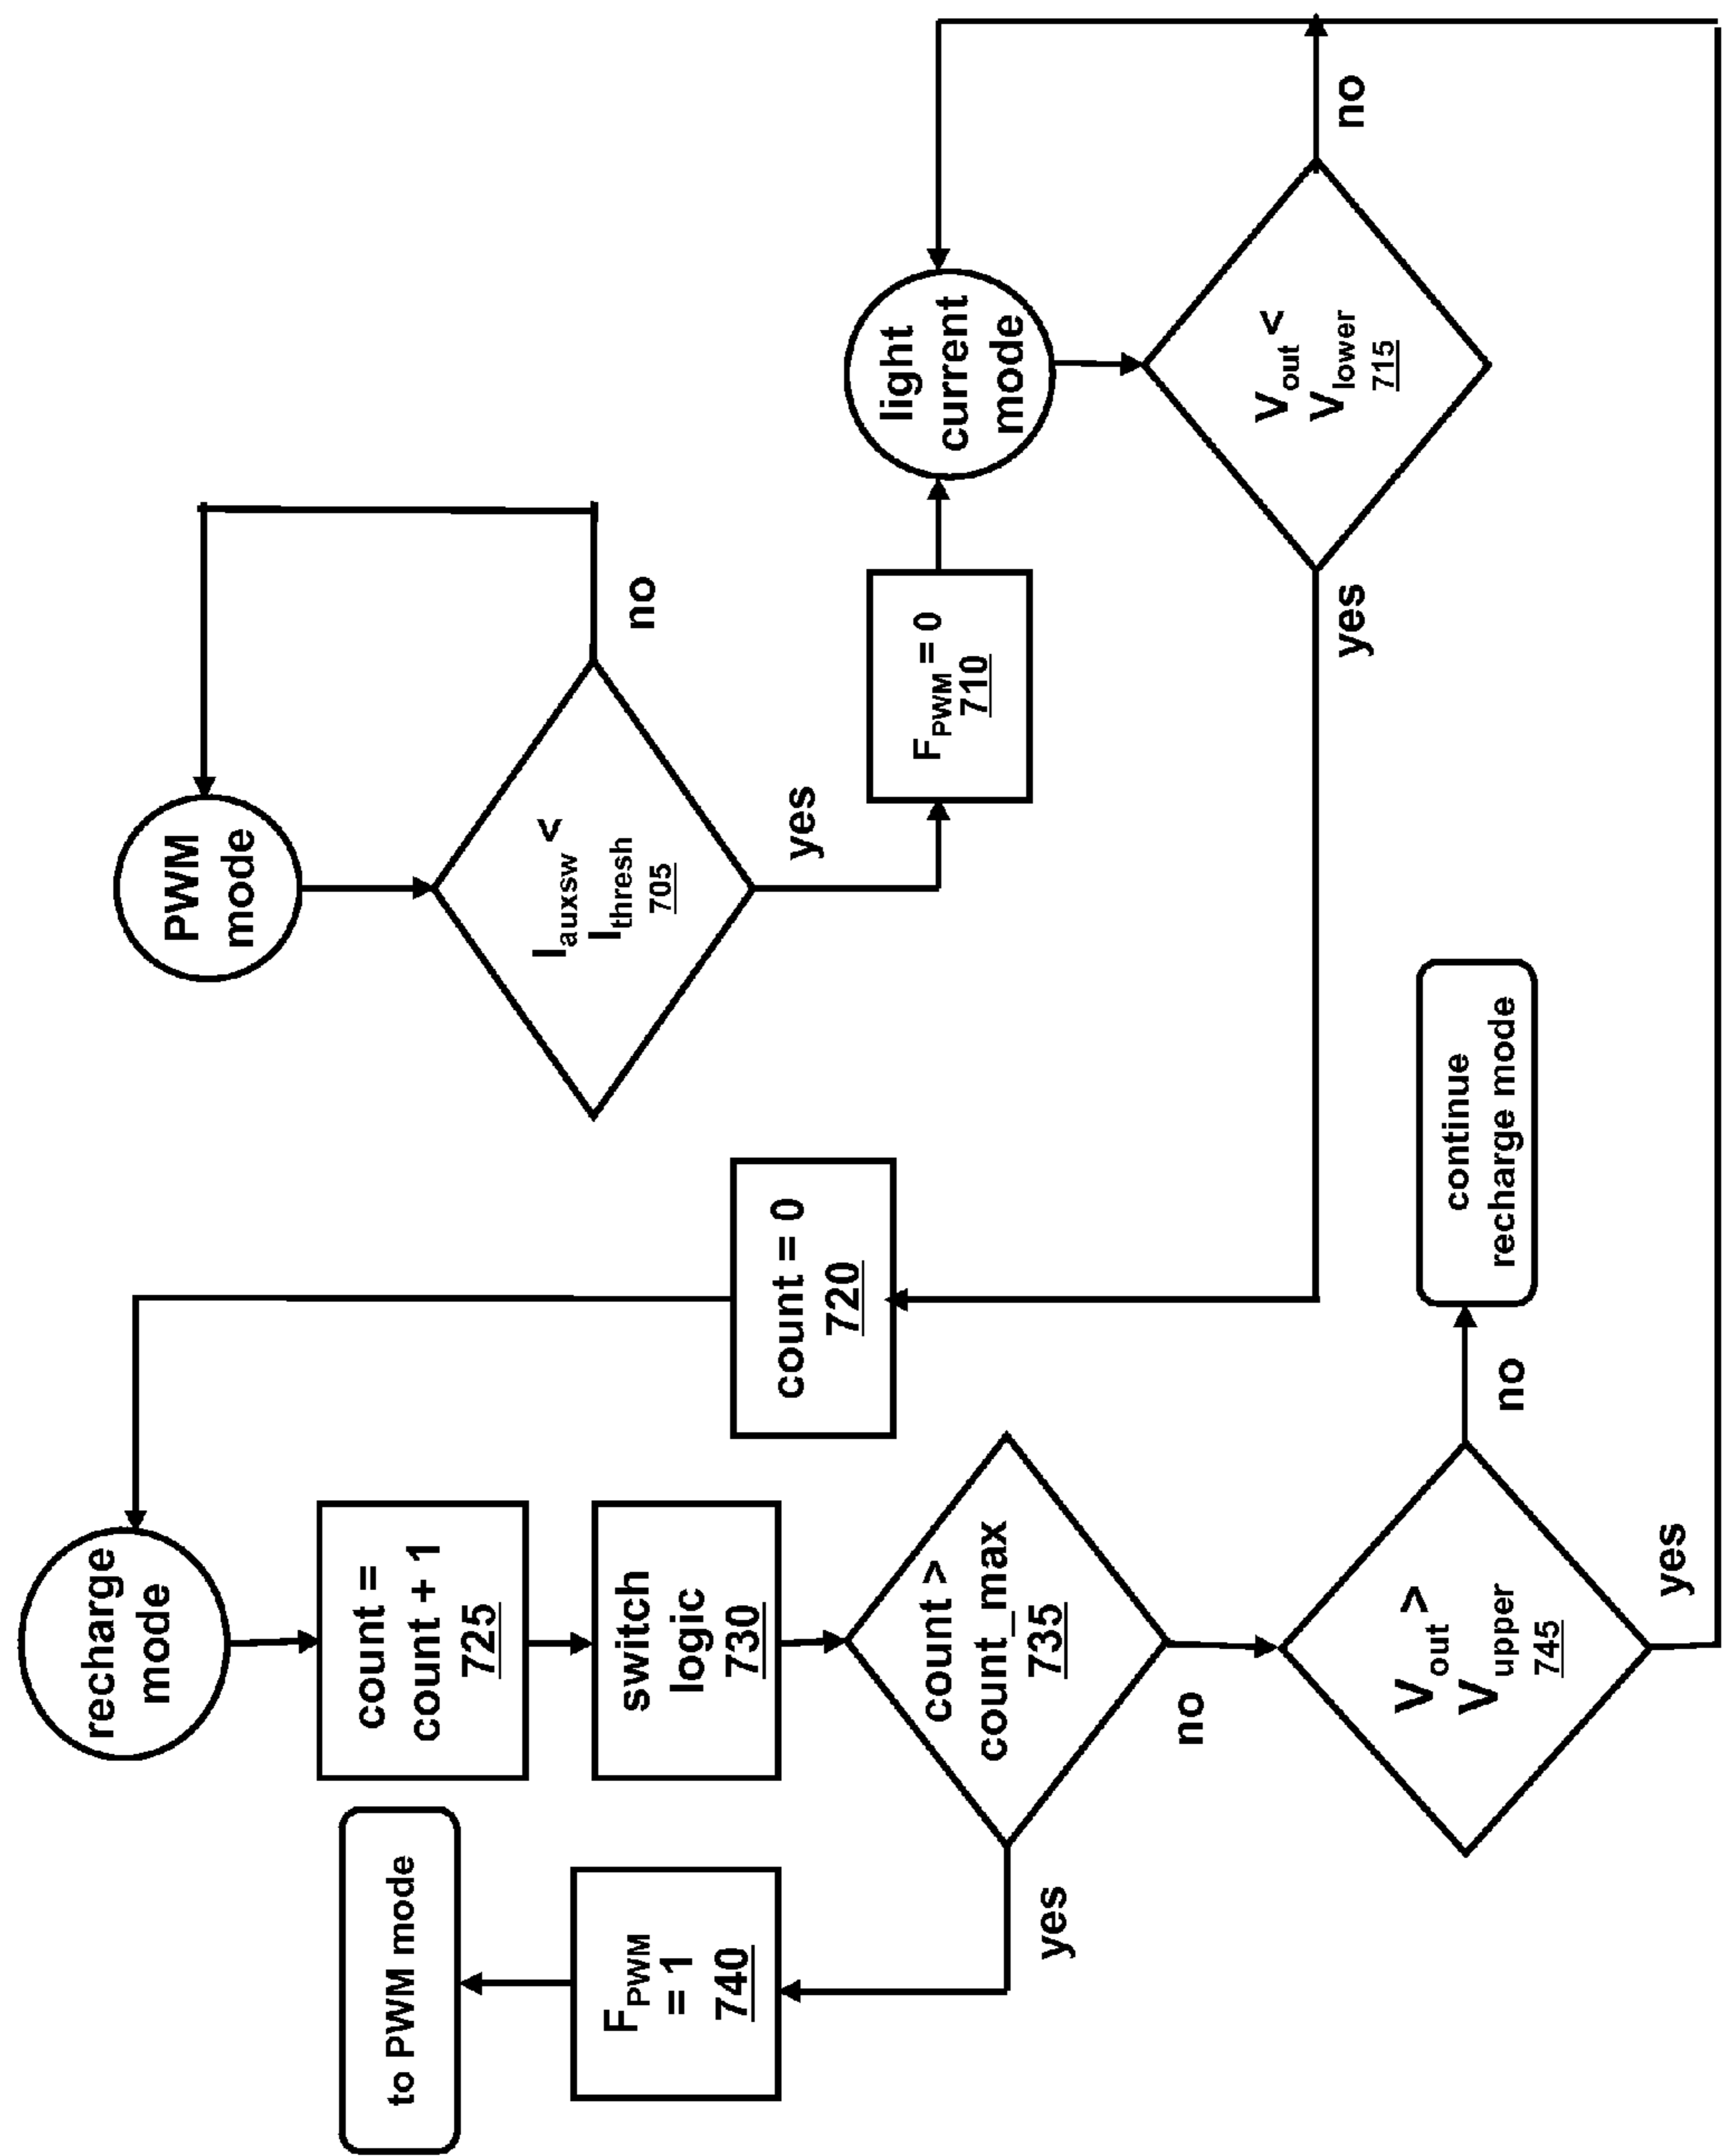 recharge
mode
count =
count + 1
725
switch
logic
730
count >
count_max
735
yes
no
F_PWM
= 1
740
to PWM mode
V_out >
V_upper
745
no
yes
continue
recharge mode
count = 0
720
PWM
mode
I_auxsw <
I_thresh
705
no
yes
F_PWM = 0
710
light
current
mode
V_out <
V_lower
715
yes
no